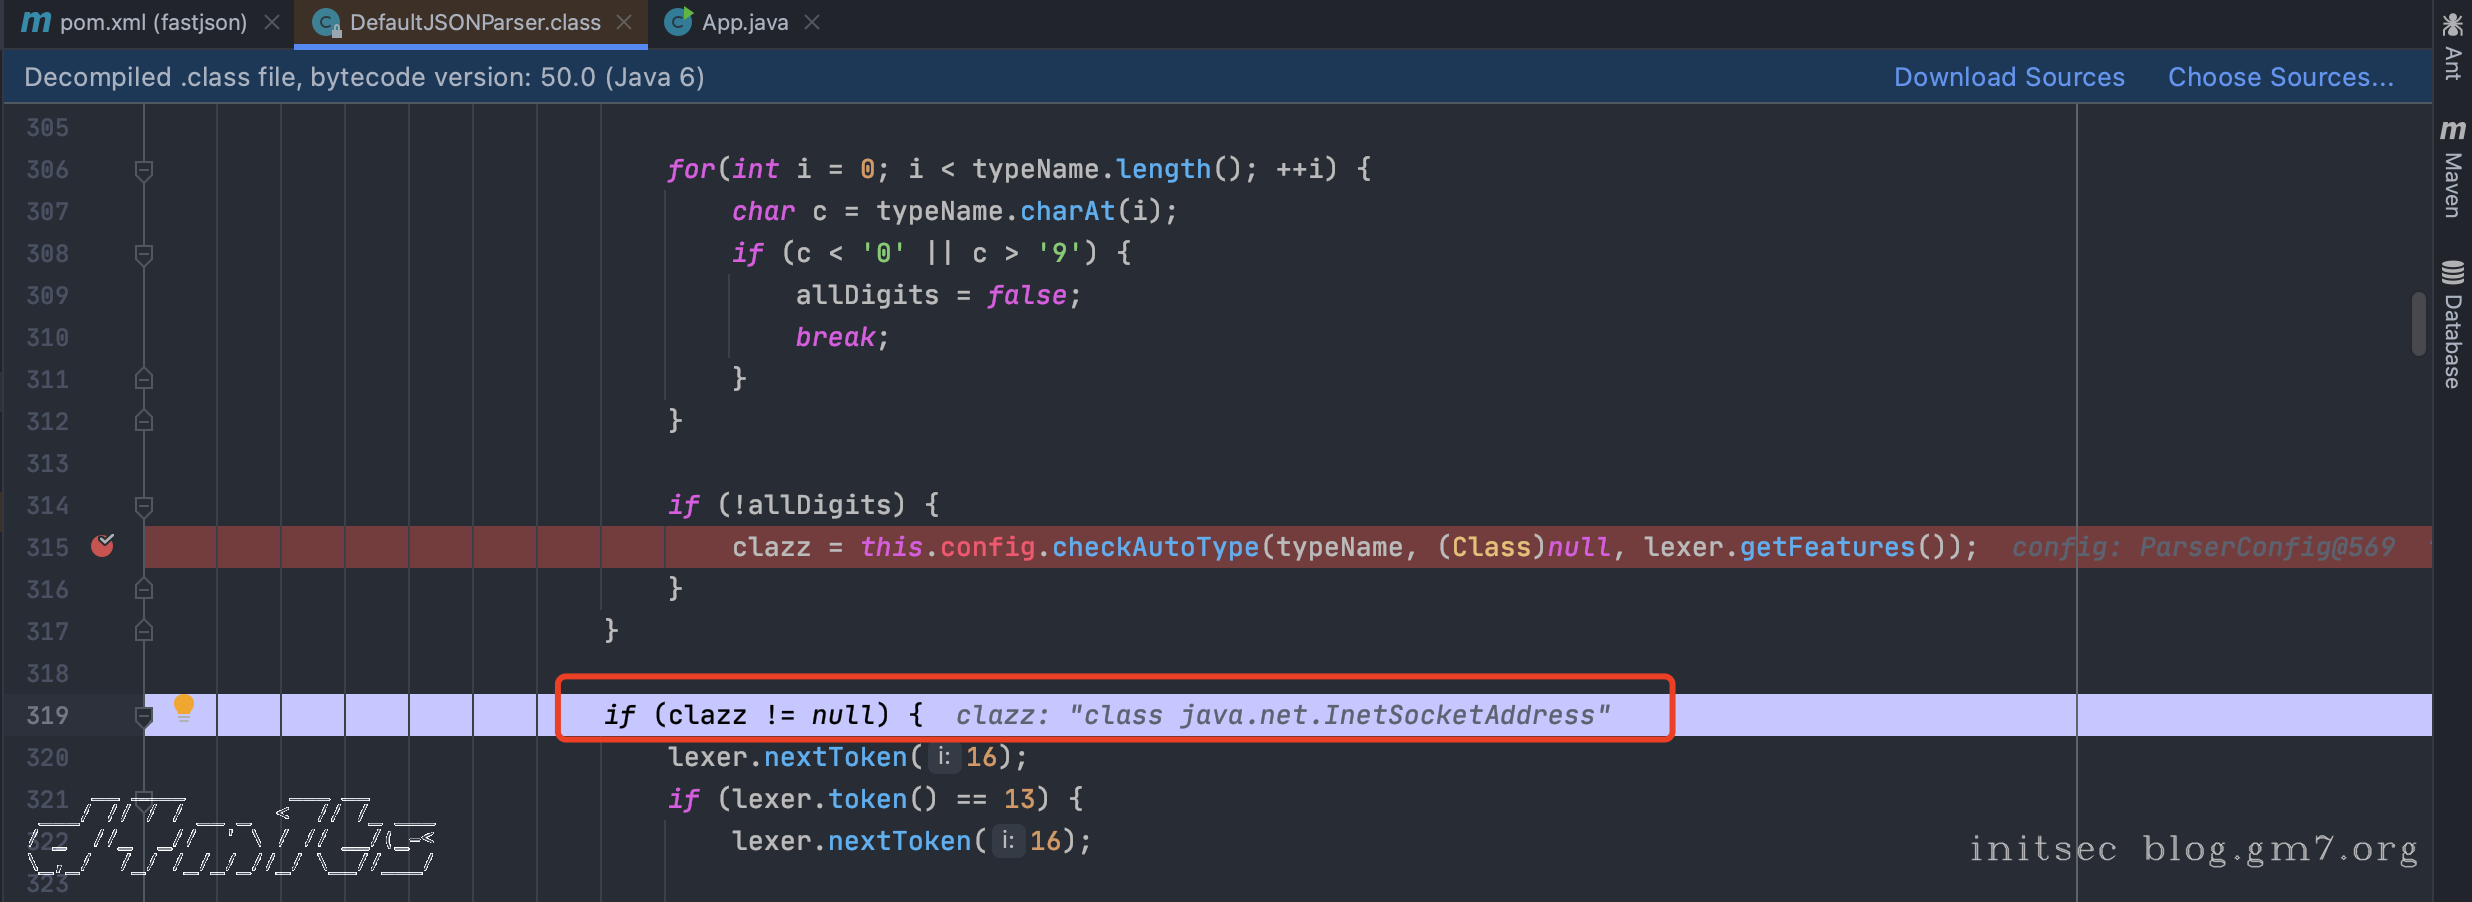 pom.xml (fastjson)
DefaultJSONParser.class
App.java
Decompiled .class file, bytecode version: 50.0 (Java 6)
Download Sources
Choose Sources...
Ant
Maven
Database
305
306 for(int i = 0; i < typeName.length(); ++i) {
307 char c = typeName.charAt(i);
308 if (c < '0' || c > '9') {
309 allDigits = false;
310 break;
311 }
312 }
313
314 if (!allDigits) {
315 clazz = this.config.checkAutoType(typeName, (Class)null, lexer.getFeatures()); config: ParserConfig@569
316 }
317 }
318
319 if (clazz != null) { clazz: "class java.net.InetSocketAddress"
320 lexer.nextToken( i: 16);
321 if (lexer.token() == 13) {
322 lexer.nextToken( i: 16);
323
initsec blog.gm7.org